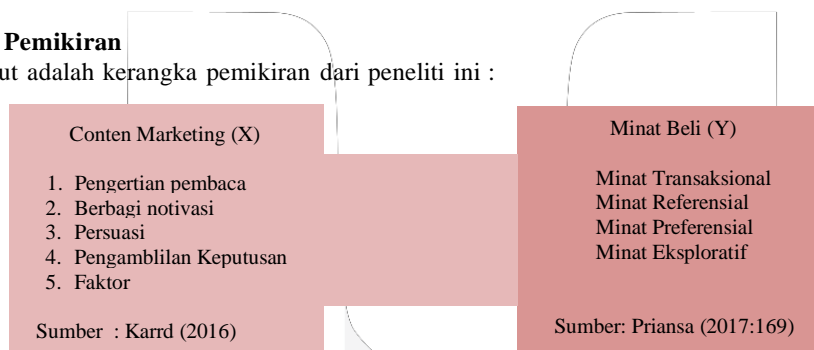 Pemikiran
ut adalah kerangka pemikiran dari peneliti ini :
Conten Marketing (X)
1. Pengertian pembaca
2. Berbagi notivasi
3. Persuasi
4. Pengamblilan Keputusan
5. Faktor
Sumber : Karrd (2016)
Minat Beli (Y)
Minat Transaksional
Minat Referensial
Minat Preferensial
Minat Eksploratif
Sumber: Priansa (2017:169)